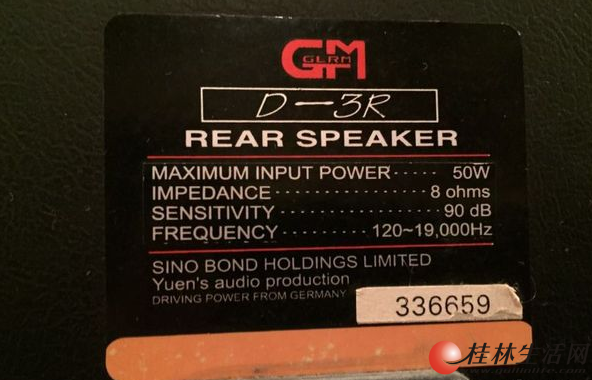 GM
GLRM
D-3R
REAR SPEAKER
MAXIMUM INPUT POWER ····· 50W
IMPEDANCE ················ 8 ohms
SENSITIVITY ················ 90 dB
FREQUENCY ·········· 120~19,000Hz
SINO BOND HOLDINGS LIMITED
Yuen's audio production
DRIVING POWER FROM GERMANY
336659
桂林生活网